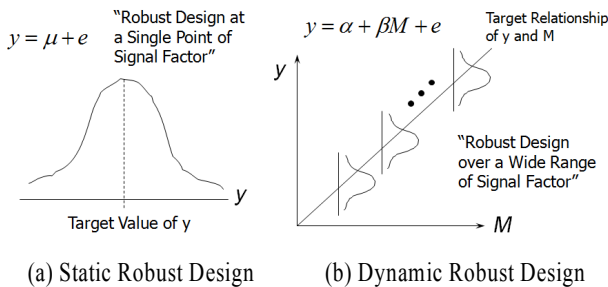 y = μ + e
“Robust Design at
a Single Point of
Signal Factor”
y
Target Value of y
(a) Static Robust Design
y = α + βM + e
Target Relationship
of y and M
y
“Robust Design
over a Wide Range
of Signal Factor”
M
(b) Dynamic Robust Design